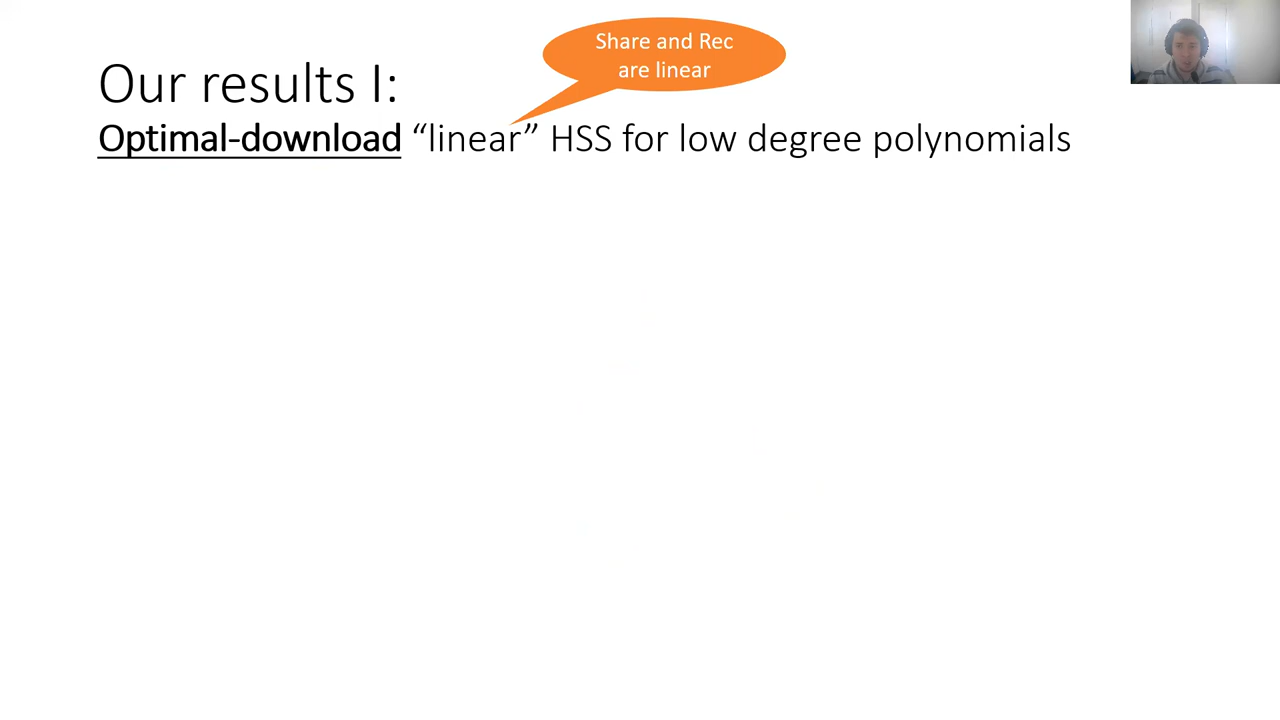 Share and Rec
are linear
Our results I:
Optimal-download “linear” HSS for low degree polynomials